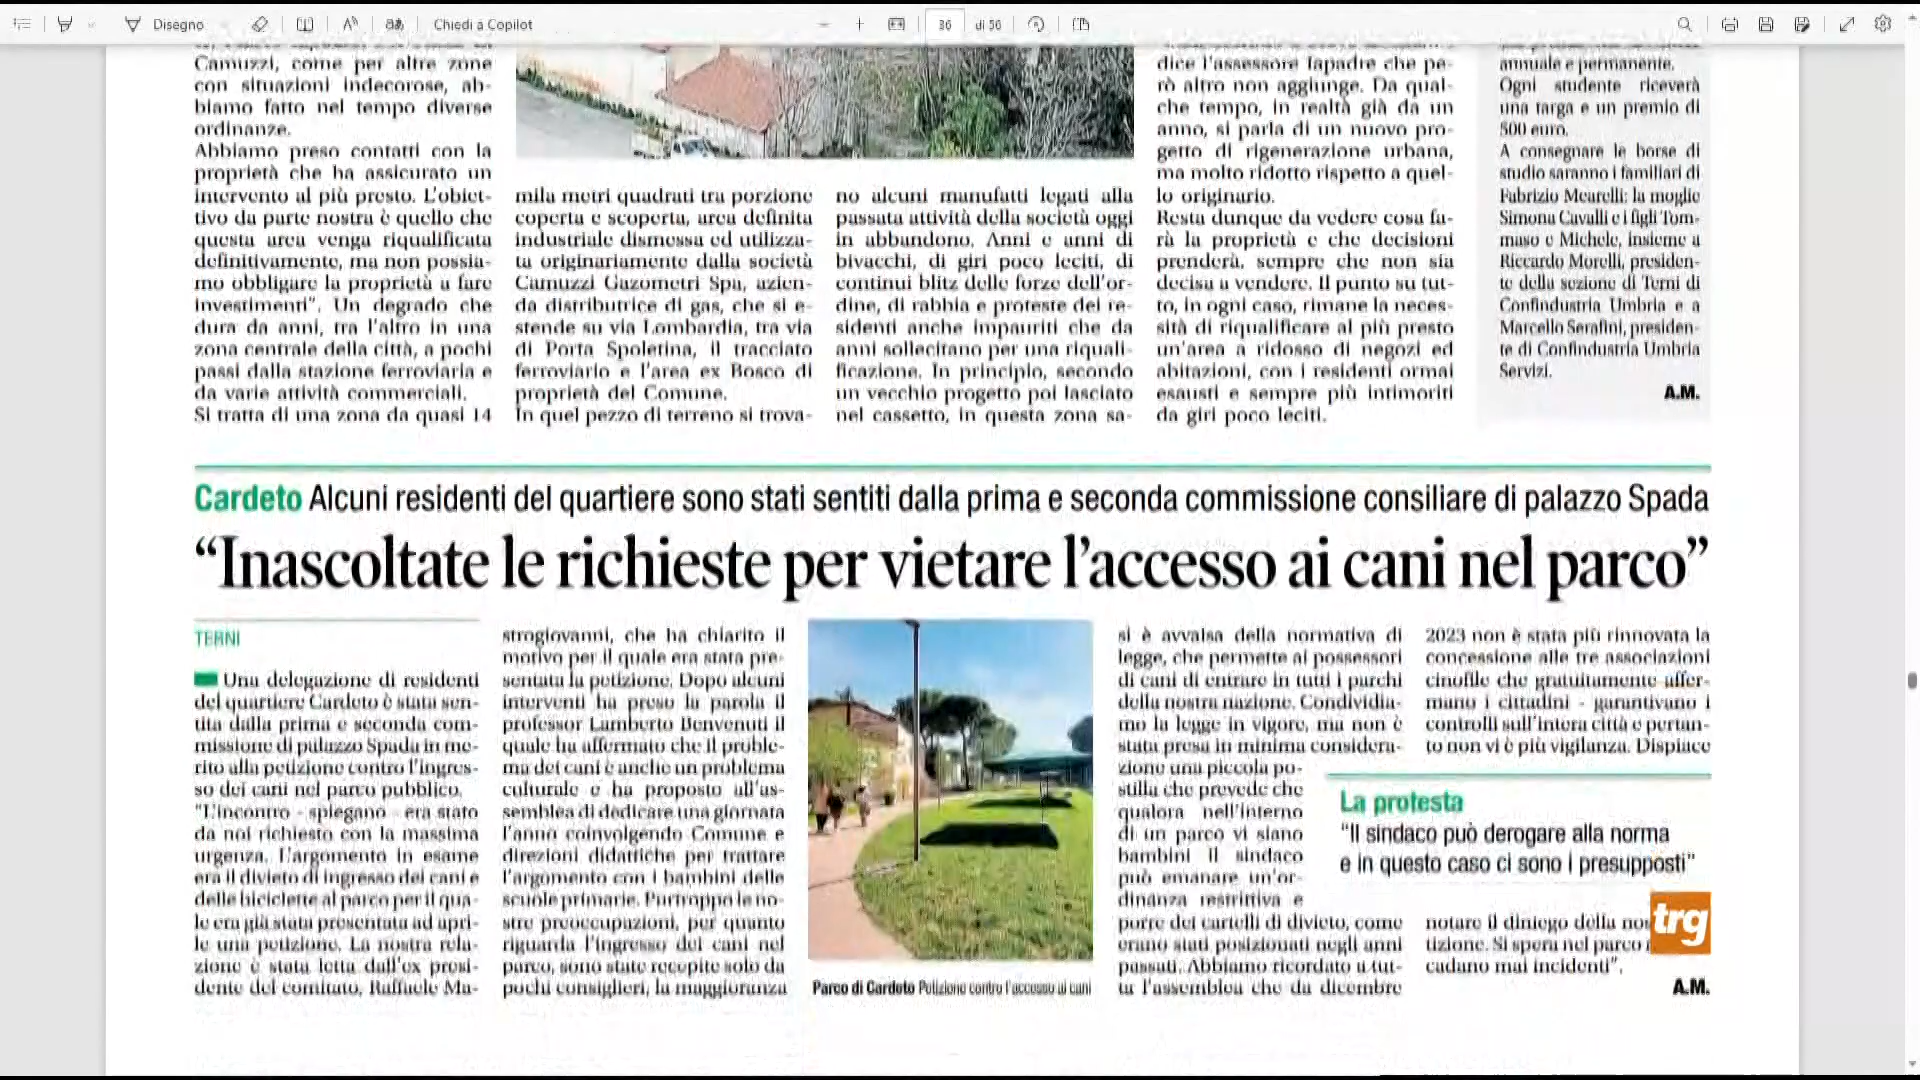 Disegno
Chiedi a Copilot
36 di 56
Camuzzi, come per altre zone
con situazioni indecorose, ab-
biamo fatto nel tempo diverse
ordinanze.
Abbiamo preso contatti con la
proprietà che ha assicurato un
intervento al più presto. L'obiet-
tivo da parte nostra è quello che
questa area venga riqualificata
definitivamente, ma non possia-
mo obbligare la proprietà a fare
investimenti". Un degrado che
dura da anni, tra l'altro in una
zona centrale della città, a pochi
passi dalla stazione ferroviaria e
da varie attività commerciali.
Si tratta di una zona da quasi 14
mila metri quadrati tra porzione
coperta e scoperta, area definita
industriale dismessa ed utilizza-
ta originariamente dalla società
Camuzzi Gazometri Spa, azien-
da distributrice di gas, che si e-
stende su via Lombardia, tra via
di Porta Spoletina, il tracciato
ferroviario e l'area ex Bosco di
proprietà del Comune.
In quel pezzo di terreno si trova-
no alcuni manufatti legati alla
passata attività della società oggi
in abbandono. Anni e anni di
bivacchi, di giri poco leciti, di
continui blitz delle forze dell'or-
dine, di rabbia e proteste dei re-
sidenti anche impauriti che da
anni sollecitano per una riquali-
ficazione. In principio, secondo
un vecchio progetto poi lasciato
nel cassetto, in questa zona sa-
dice l'assessore Iapadre che pe-
rò altro non aggiunge. Da qual-
che tempo, in realtà già da un
anno, si parla di un nuovo pro-
getto di rigenerazione urbana,
ma molto ridotto rispetto a quel-
lo originario.
Resta dunque da vedere cosa fa-
rà la proprietà e che decisioni
prenderà, sempre che non sia
decisa a vendere. Il punto su tut-
to, in ogni caso, rimane la neces-
sità di riqualificare al più presto
un'area a ridosso di negozi ed
abitazioni, con i residenti ormai
esausti e sempre più intimoriti
da giri poco leciti.
annuale e permanente.
Ogni studente riceverà
una targa e un premio di
500 euro.
A consegnare le borse di
studio saranno i familiari di
Fabrizio Mearelli: la moglie
Simona Cavalli e i figli Tom-
maso e Michele, insieme a
Riccardo Morelli, presiden-
te della sezione di Terni di
Confindustria Umbria e a
Marcello Serafini, presiden-
te di Confindustria Umbria
Servizi.
A.M.
Cardeto Alcuni residenti del quartiere sono stati sentiti dalla prima e seconda commissione consiliare di palazzo Spada
“Inascoltate le richieste per vietare l’accesso ai cani nel parco”
TERNI
Una delegazione di residenti
del quartiere Cardeto è stata sen-
tita dalla prima e seconda com-
missione di palazzo Spada in me-
rito alla petizione contro l'ingres-
so dei cani nel parco pubblico.
"L'incontro - spiegano - era stato
da noi richiesto con la massima
urgenza. L'argomento in esame
era il divieto di ingresso dei cani e
delle biciclette al parco per il qua-
le era già stata presentata ad apri-
le una petizione. La nostra rela-
zione è stata letta dall'ex presi-
dente del comitato, Raffaele Ma-
strogiovanni, che ha chiarito il
motivo per il quale era stata pre-
sentata la petizione. Dopo alcuni
interventi ha preso la parola il
professor Lamberto Benvenuti il
quale ha affermato che il proble-
ma dei cani è anche un problema
culturale e ha proposto all'as-
semblea di dedicare una giornata
l'anno coinvolgendo Comune e
direzioni didattiche per trattare
l'argomento con i bambini delle
scuole primarie. Purtroppo le no-
stre preoccupazioni, per quanto
riguarda l'ingresso dei cani nel
parco, sono state recepite solo da
pochi consiglieri, la maggioranza
Parco di Cardeto Petizione contro l'accesso ai cani
si è avvalsa della normativa di
legge, che permette ai possessori
di cani di entrare in tutti i parchi
della nostra nazione. Condividia-
mo la legge in vigore, ma non è
stata presa in minima considera-
zione una piccola po-
stilla che prevede che
qualora nell'interno
di un parco vi siano
bambini il sindaco
può emanare un'or-
dinanza restrittiva e
porre dei cartelli di divieto, come
erano stati posizionati negli anni
passati. Abbiamo ricordato a tut-
ta l'assemblea che da dicembre
2023 non è stata più rinnovata la
concessione alle tre associazioni
cinofile che gratuitamente affer-
mano i cittadini - garantivano i
controlli sull'intera città e pertan-
to non vi è più vigilanza. Dispiace
La protesta
“Il sindaco può derogare alla norma
e in questo caso ci sono i presupposti”
notare il diniego della nos
tizione. Si spera nel parco
cadano mai incidenti".
A.M.
trg